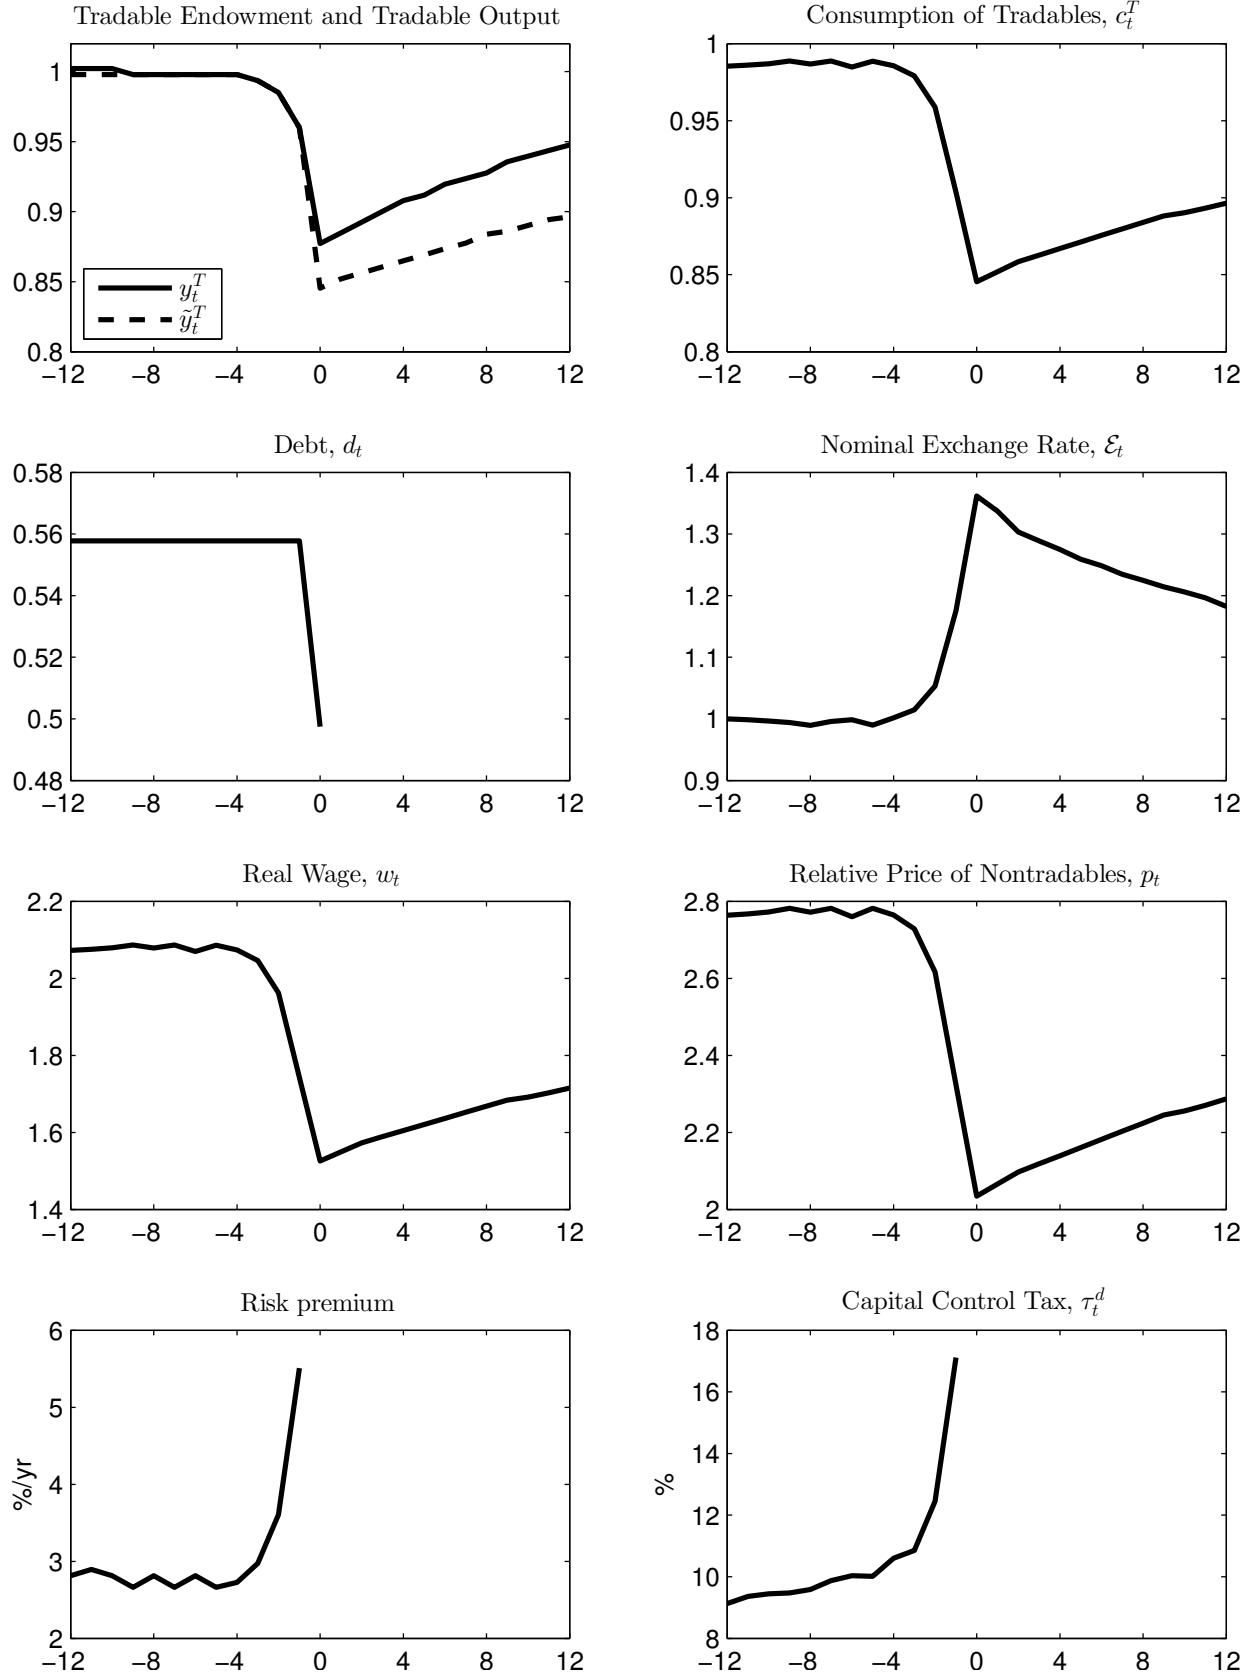 Tradable Endowment and Tradable Output
1
0.95
0.9
0.85
0.8
−12 −8 −4 0 4 8 12
y_t^T
ỹ_t^T
Consumption of Tradables, c_t^T
1
0.95
0.9
0.85
0.8
−12 −8 −4 0 4 8 12
Debt, d_t
0.58
0.56
0.54
0.52
0.5
0.48
−12 −8 −4 0 4 8 12
Nominal Exchange Rate, ℰ_t
1.4
1.3
1.2
1.1
1
0.9
−12 −8 −4 0 4 8 12
Real Wage, w_t
2.2
2
1.8
1.6
1.4
−12 −8 −4 0 4 8 12
Relative Price of Nontradables, p_t
2.8
2.6
2.4
2.2
2
−12 −8 −4 0 4 8 12
Risk premium
%/yr
6
5
4
3
2
−12 −8 −4 0 4 8 12
Capital Control Tax, τ_t^d
%
18
16
14
12
10
8
−12 −8 −4 0 4 8 12